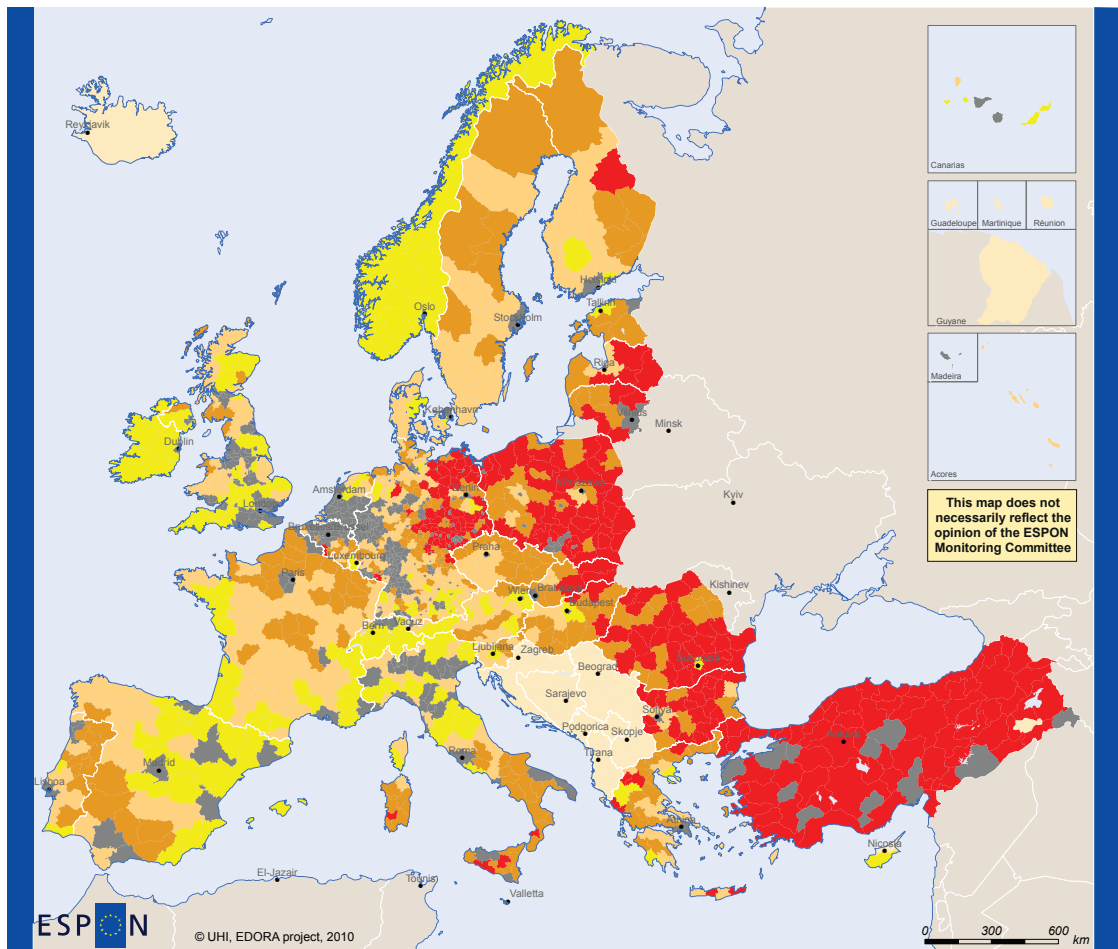 Reykjavik
Canarias
Guadeloupe
Martinique
Réunion
Guyane
Oslo
Helsinki
Tallinn
Stockholm
Madeira
Riga
København
Vilnius
Minsk
Dublin
Acores
Amsterdam
Berlin
London
Kyiv
This map does not
necessarily reflect the
opinion of the ESPON
Monitoring Committee
Praha
Luxembourg
Paris
Kishinev
Wien
Budapest
Bern
Vaduz
Ljubljana
Zagreb
Beograd
Sarajevo
Sofiya
Podgorica
Skopje
Ankara
Roma
Tirana
Madrid
Lisboa
Athina
Nicosia
El-Jazair
Tounis
Valletta
ESPON
© UHI, EDORA project, 2010
0 300 600
km